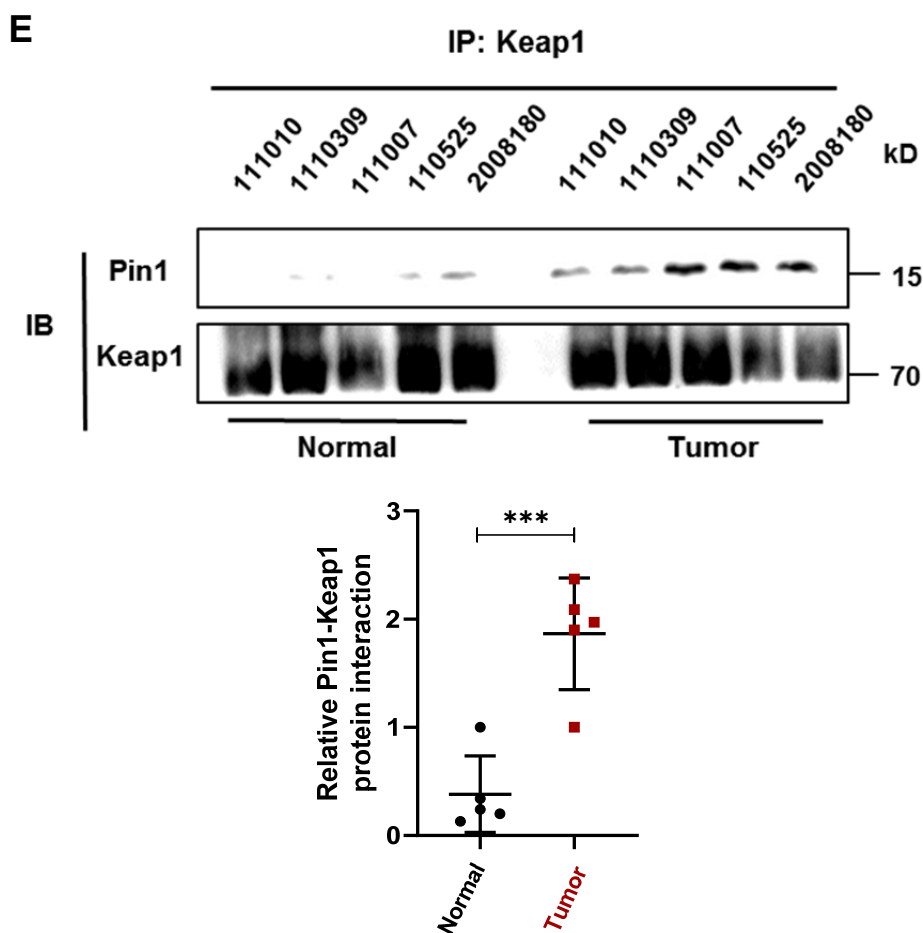 E
IP: Keap1
111010 1110309 111007 110525 2008180 111010 1110309 111007 110525 2008180 kD
Pin1 15
IB
Keap1 70
Normal Tumor
3
***
2
1
0
Relative Pin1-Keap1
protein interaction
Normal Tumor